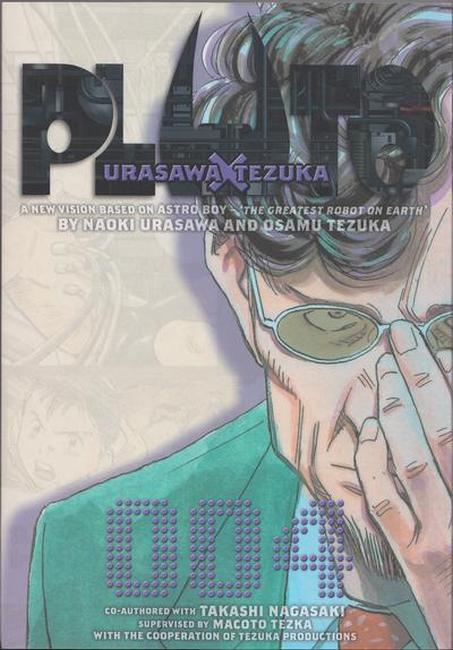 PLUTO
URASAWA X TEZUKA
A NEW VISION BASED ON ASTRO BOY - 'THE GREATEST ROBOT ON EARTH'
BY NAOKI URASAWA AND OSAMU TEZUKA
004
CO-AUTHORED WITH TAKASHI NAGASAKI
SUPERVISED BY MACOTO TEZKA
WITH THE COOPERATION OF TEZUKA PRODUCTIONS